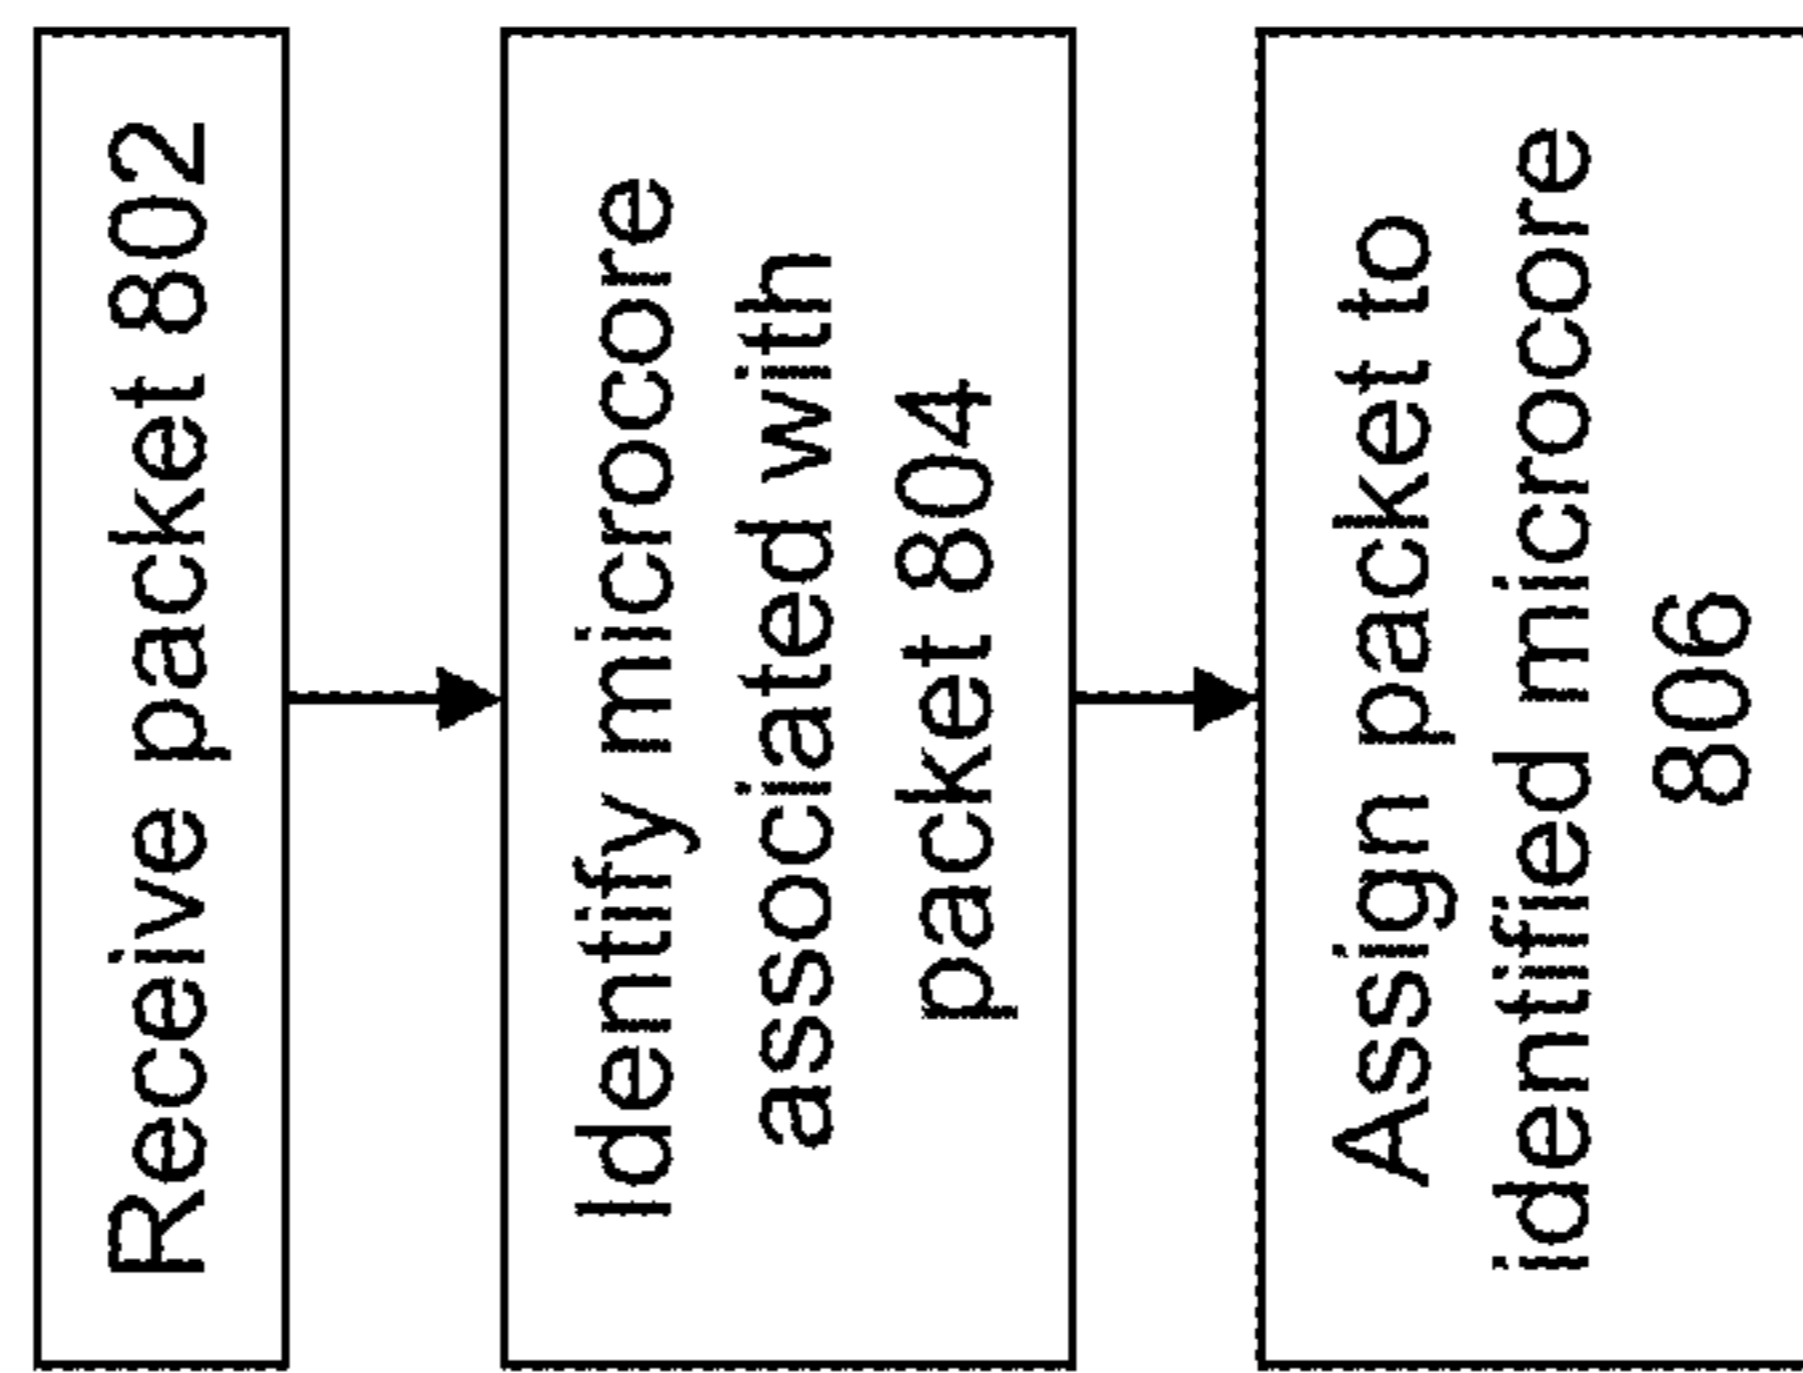 Receive packet 802
Identify microcore
associated with
packet 804
Assign packet to
identified microcore
806